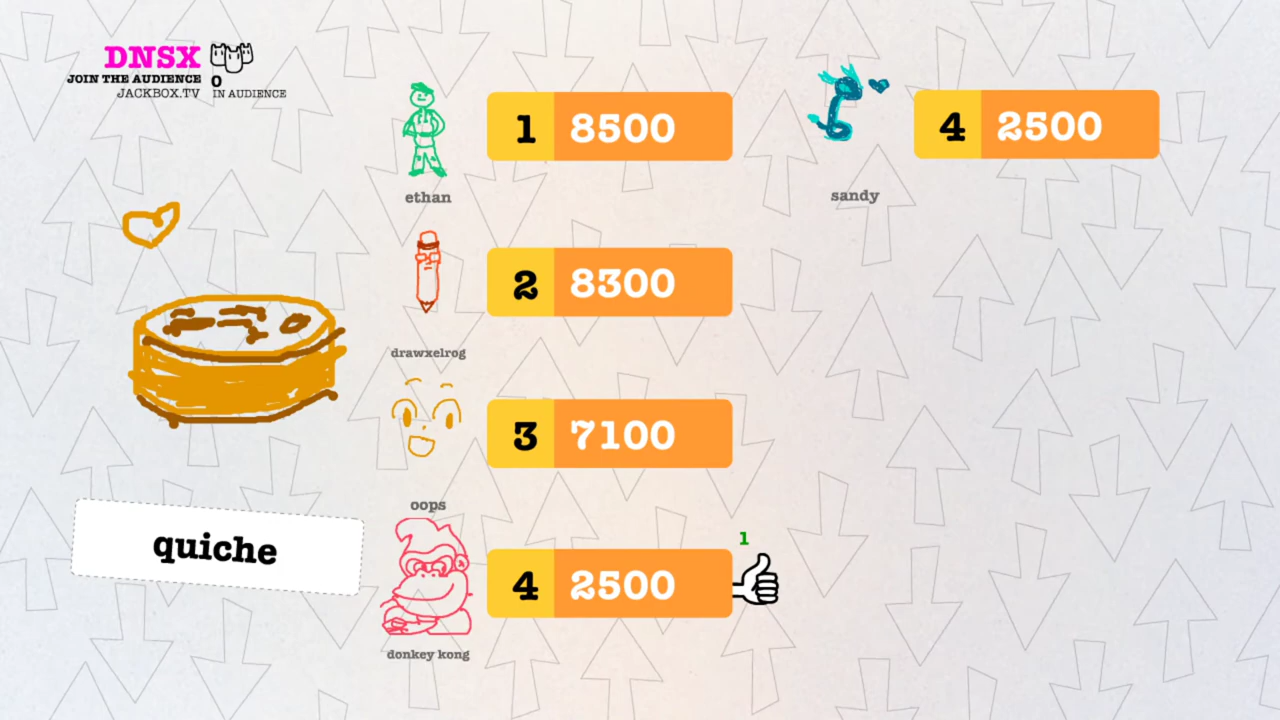 DNSX
JOIN THE AUDIENCE
JACKBOX.TV
0
IN AUDIENCE
quiche
1 8500
ethan
2 8300
drawxelrog
3 7100
oops
4 2500
1
donkey kong
4 2500
sandy